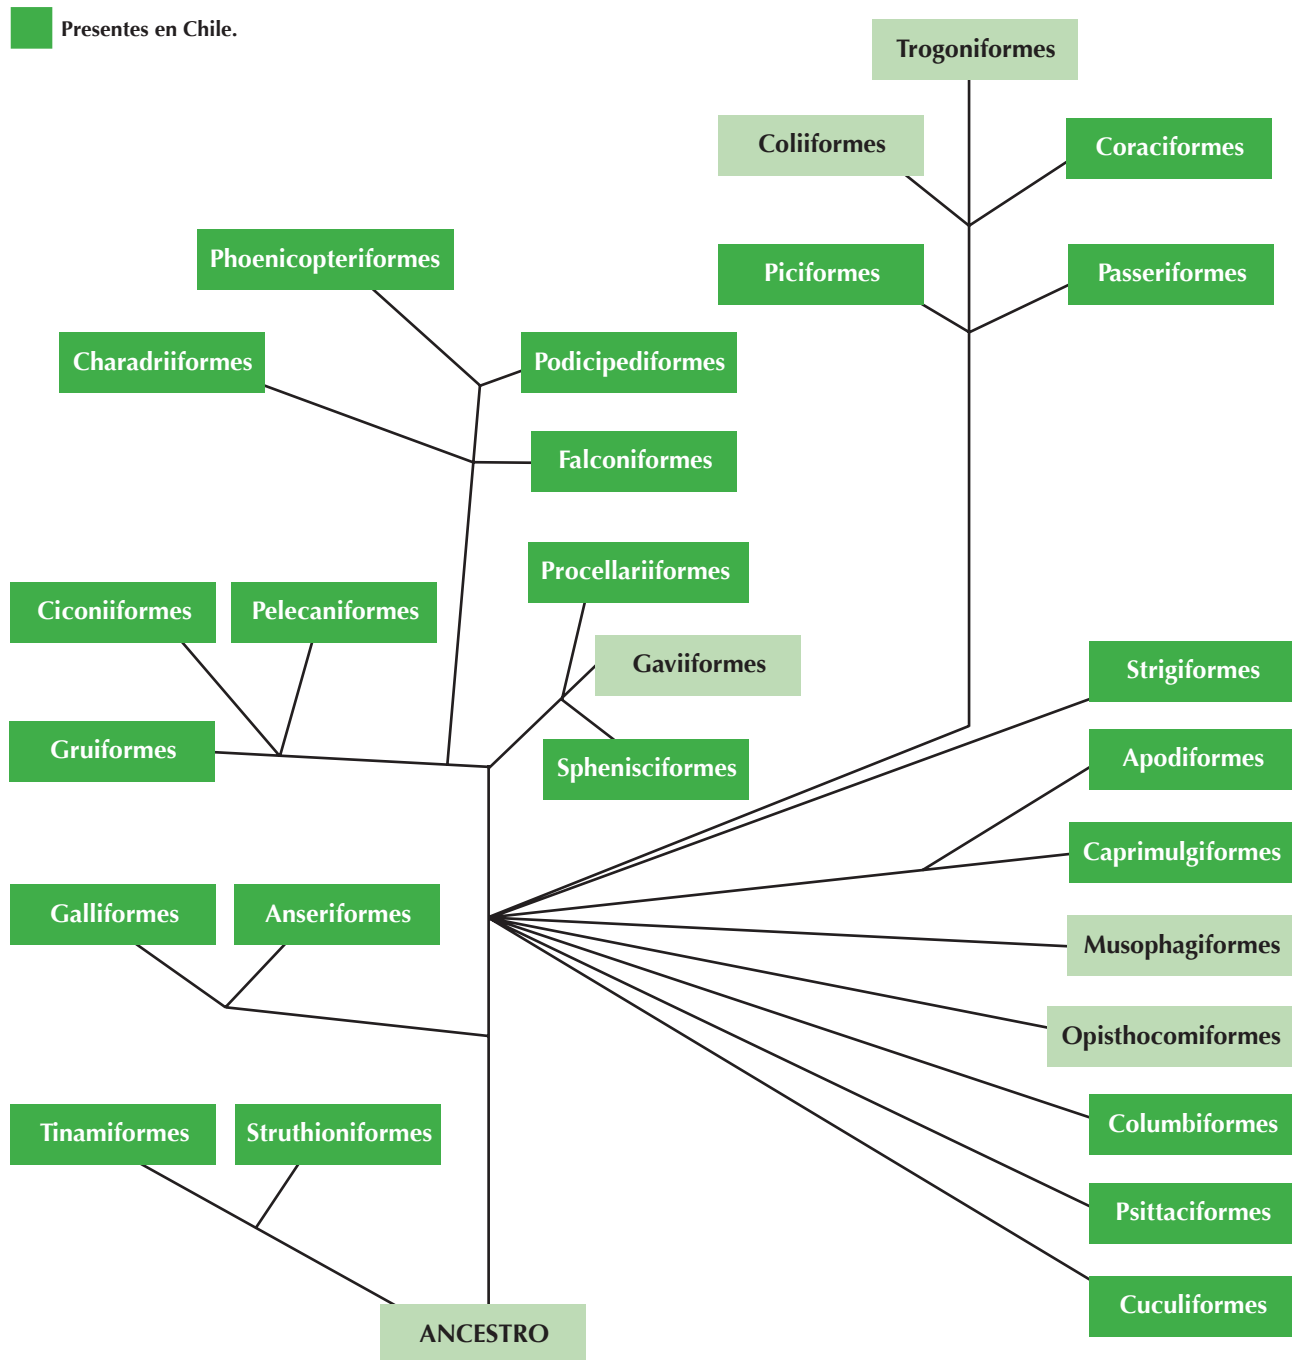 Presentes en Chile.
Trogoniformes
Coliiformes
Coraciformes
Phoenicopteriformes
Piciformes
Passeriformes
Charadriiformes
Podicipediformes
Falconiformes
Procellariiformes
Ciconiiformes
Pelecaniformes
Gaviiformes
Strigiformes
Gruiformes
Sphenisciformes
Apodiformes
Caprimulgiformes
Galliformes
Anseriformes
Musophagiformes
Opisthocomiformes
Tinamiformes
Struthioniformes
Columbiformes
Psittaciformes
Cuculiformes
ANCESTRO